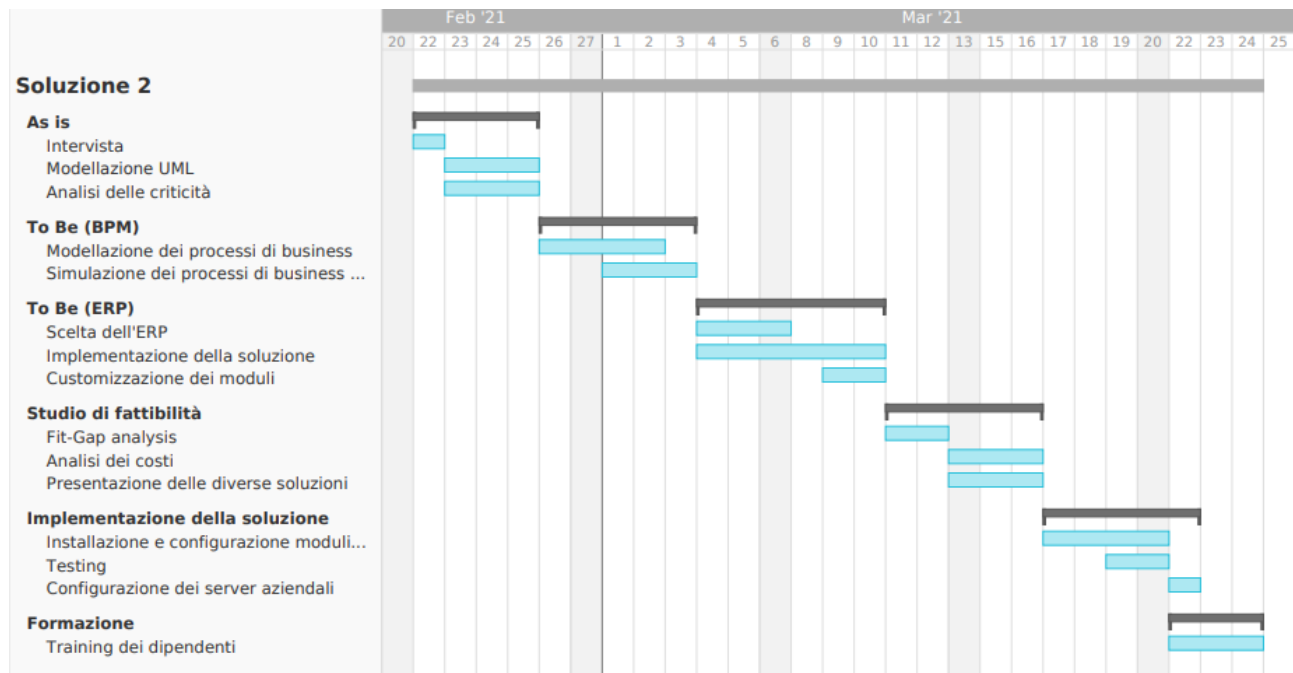 Feb '21 Mar '21
20 22 23 24 25 26 27 1 2 3 4 5 6 8 9 10 11 12 13 15 16 17 18 19 20 22 23 24 25
Soluzione 2
As is
Intervista
Modellazione UML
Analisi delle criticità
To Be (BPM)
Modellazione dei processi di business
Simulazione dei processi di business ...
To Be (ERP)
Scelta dell'ERP
Implementazione della soluzione
Customizzazione dei moduli
Studio di fattibilità
Fit-Gap analysis
Analisi dei costi
Presentazione delle diverse soluzioni
Implementazione della soluzione
Installazione e configurazione moduli...
Testing
Configurazione dei server aziendali
Formazione
Training dei dipendenti